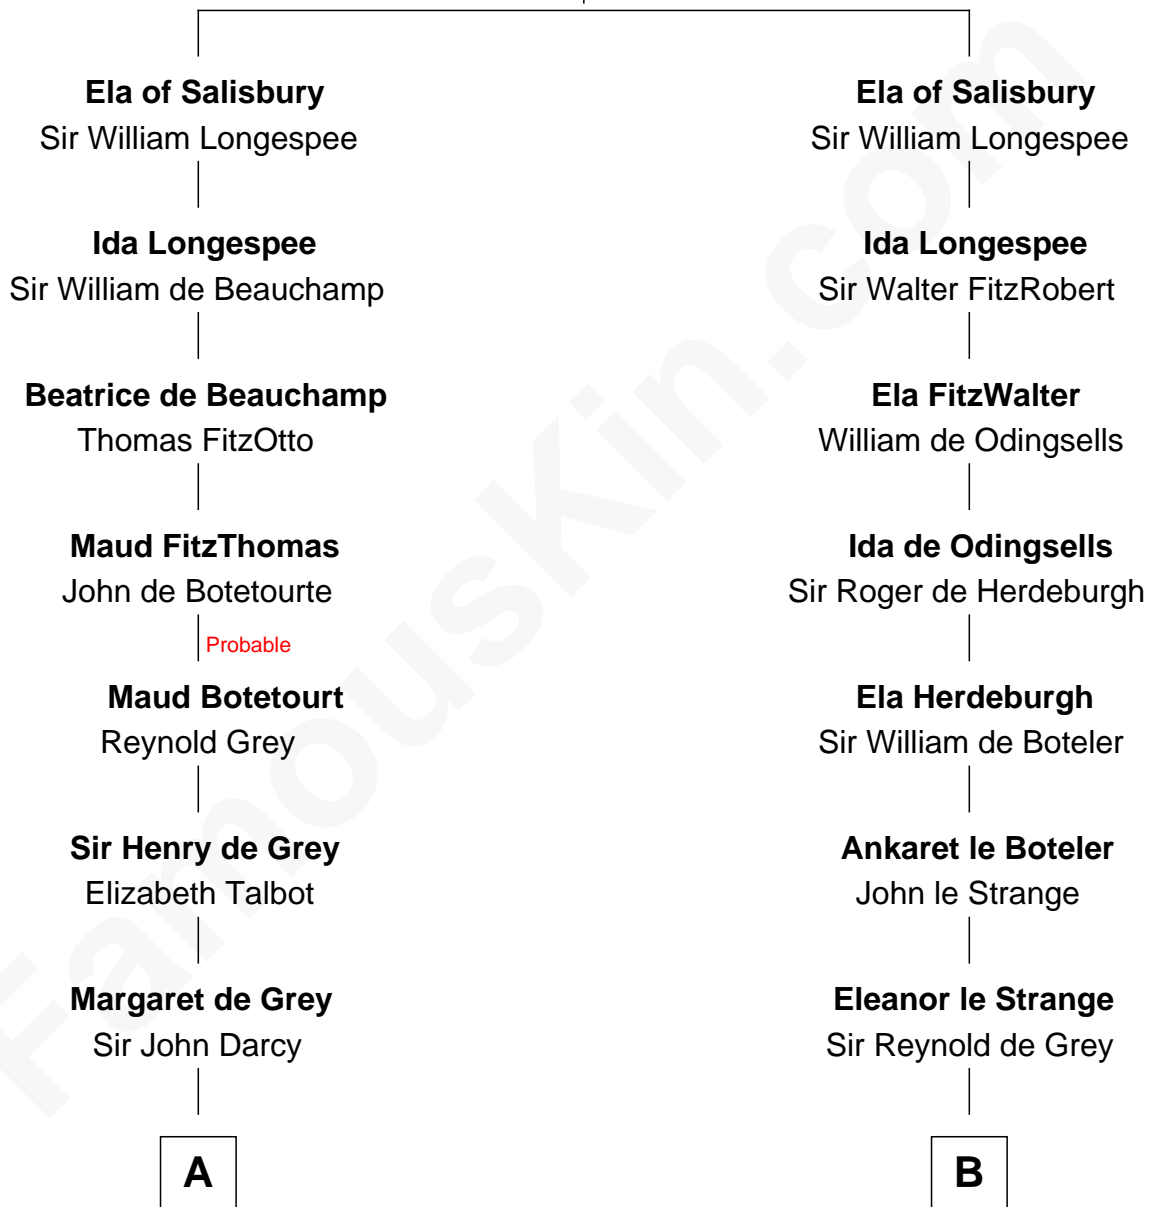 Ela of Salisbury
Sir William Longespee
Ida Longespee
Sir William de Beauchamp
Beatrice de Beauchamp
Thomas FitzOtto
Maud FitzThomas
John de Botetourte
Probable
Maud Botetourt
Reynold Grey
Sir Henry de Grey
Elizabeth Talbot
Margaret de Grey
Sir John Darcy
A
Ela of Salisbury
Sir William Longespee
Ida Longespee
Sir Walter FitzRobert
Ela FitzWalter
William de Odingsells
Ida de Odingsells
Sir Roger de Herdeburgh
Ela Herdeburgh
Sir William de Boteler
Ankaret le Boteler
John le Strange
Eleanor le Strange
Sir Reynold de Grey
B
FamousKin.com